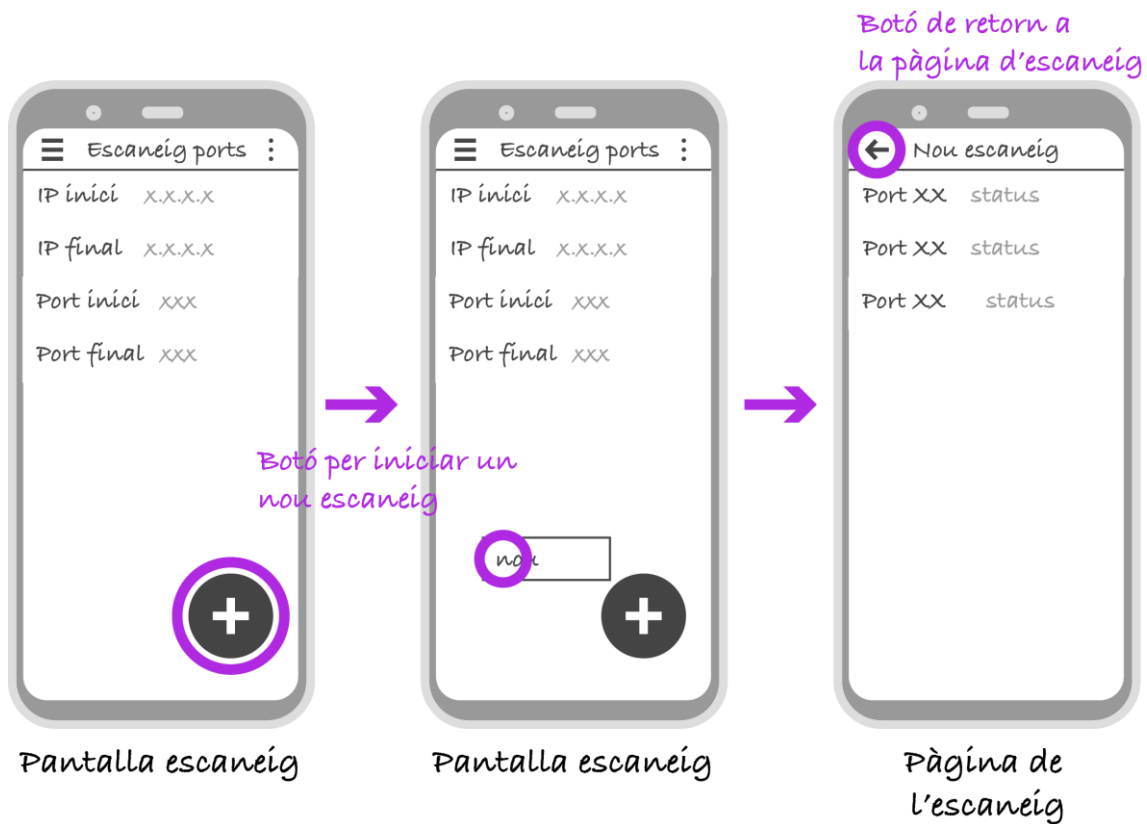 Botó de retorn a
la pàgina d'escaneig
Escaneig ports
IP inici x.x.x.x
IP final x.x.x.x
Port inici xxx
Port final xxx
Escaneig ports
IP inici x.x.x.x
IP final x.x.x.x
Port inici xxx
Port final xxx
Nou escaneig
Port XX status
Port XX status
Port XX status
Botó per iniciar un
nou escaneig
nou
Pantalla escaneig
Pantalla escaneig
Pàgina de
l'escaneig